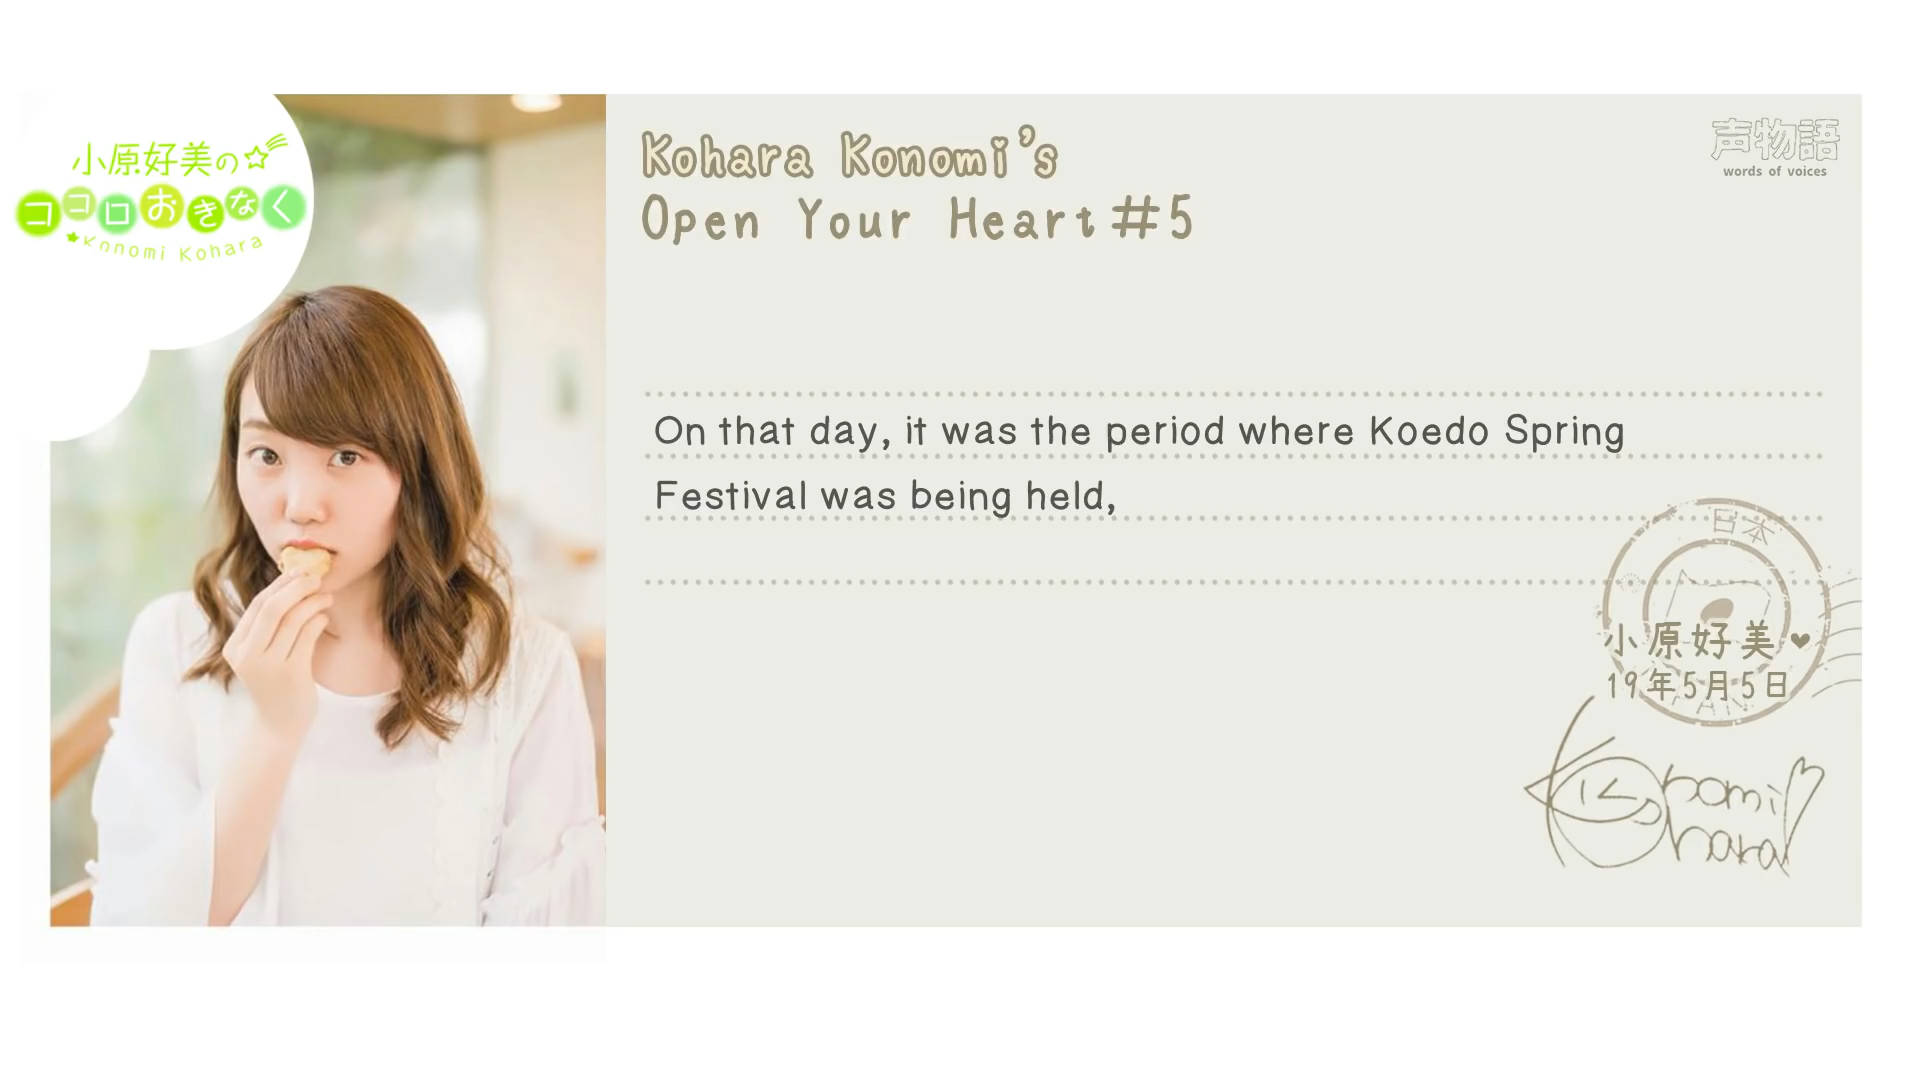 小原好美の☆
ココロおきなく
★Konomi Kohara
Kohara Konomi's
Open Your Heart#5
声物語
words of voices
On that day, it was the period where Koedo Spring
Festival was being held,
日本
小原好美♥
19年5月5日
Konomi
Kohara